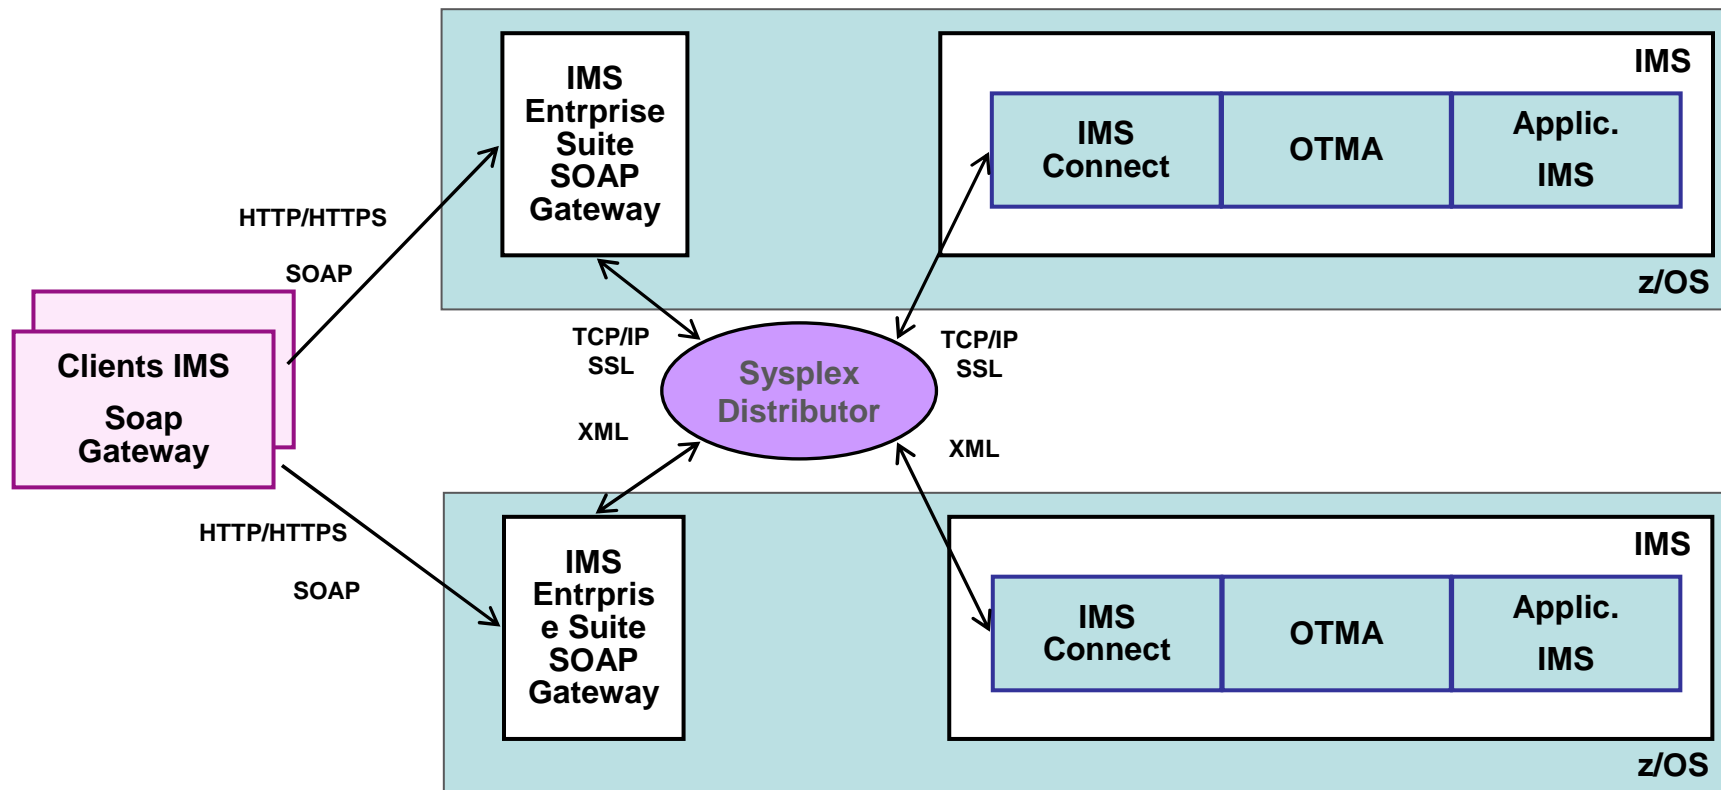 IMS
Entrprise
Suite
SOAP
Gateway
IMS
IMS
Connect
OTMA
Applic.
IMS
z/OS
HTTP/HTTPS
SOAP
Clients IMS
Soap
Gateway
TCP/IP
SSL
XML
Sysplex
Distributor
TCP/IP
SSL
XML
HTTP/HTTPS
SOAP
IMS
Entrpris
e Suite
SOAP
Gateway
IMS
IMS
Connect
OTMA
Applic.
IMS
z/OS